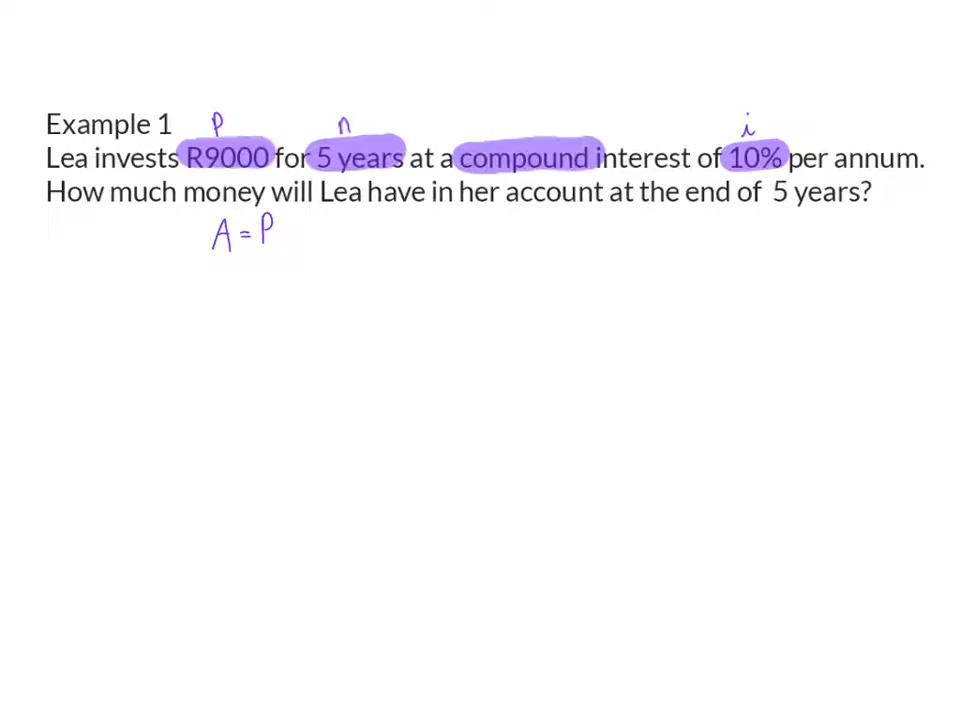 Example 1 P n i
Lea invests R9000 for 5 years at a compound interest of 10% per annum.
How much money will Lea have in her account at the end of 5 years?
A = P